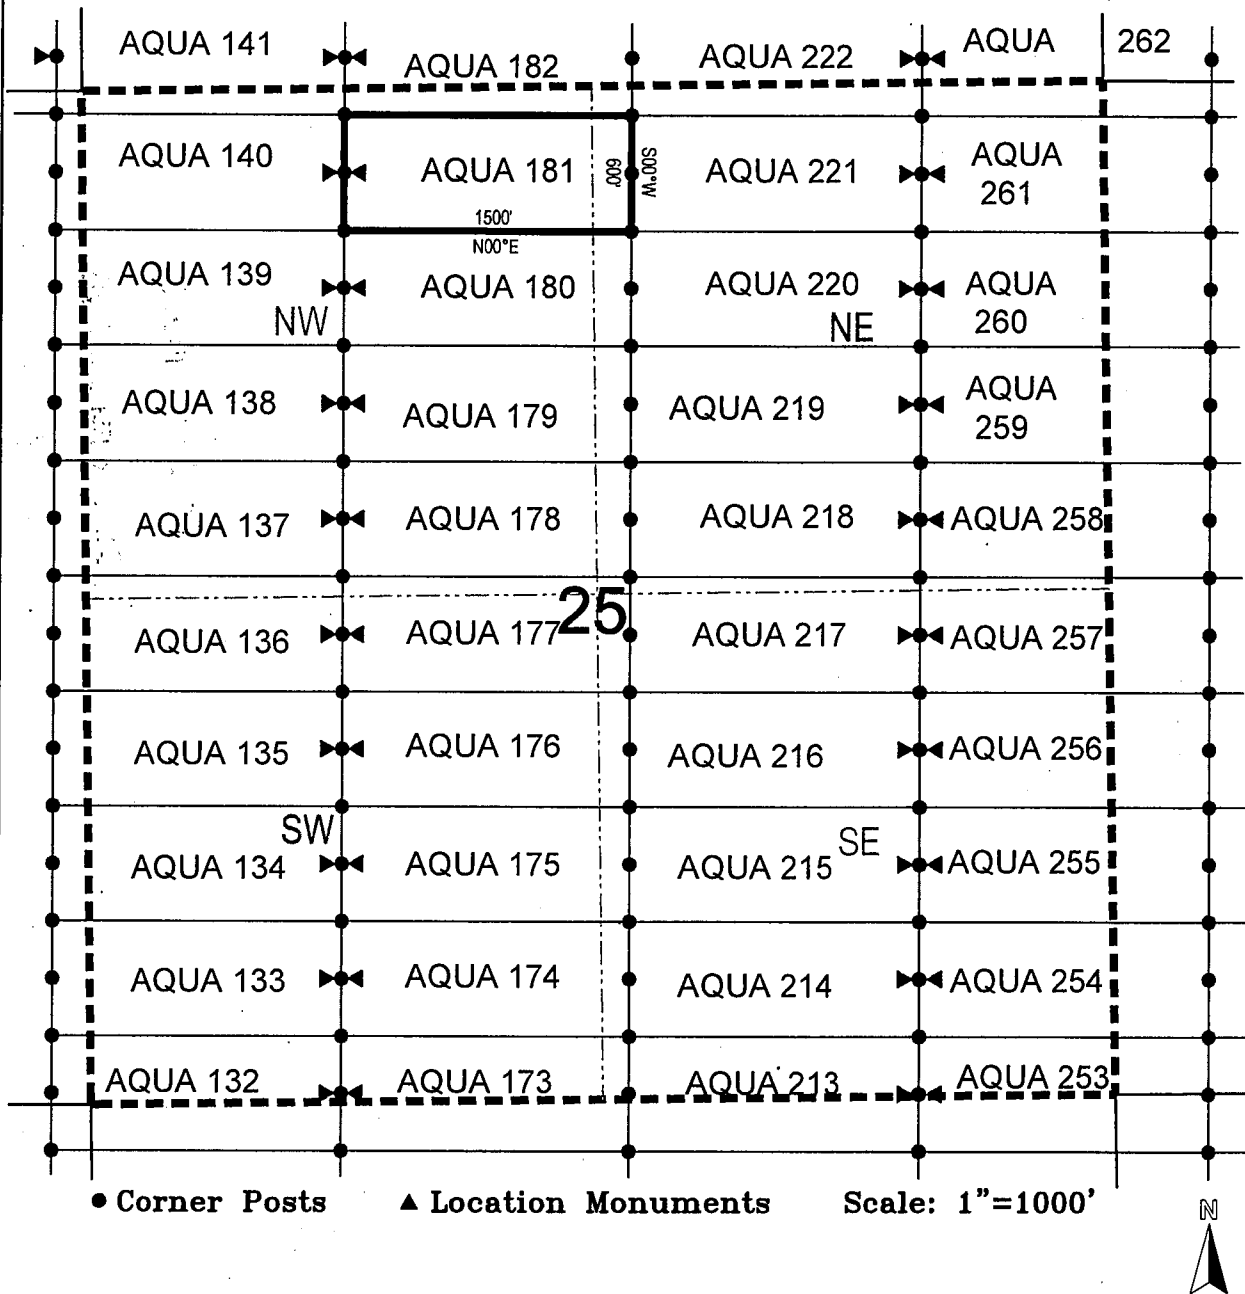 AQUA 141
AQUA 182
AQUA 222
AQUA 262
AQUA 140
AQUA 181
600'
S00°W
AQUA 221
AQUA
261
1500'
N00°E
AQUA 139
AQUA 180
AQUA 220
AQUA
260
NW
NE
AQUA 138
AQUA 179
AQUA 219
AQUA
259
AQUA 137
AQUA 178
AQUA 218
AQUA 258
25
AQUA 136
AQUA 177
AQUA 217
AQUA 257
AQUA 135
AQUA 176
AQUA 216
AQUA 256
SW
SE
AQUA 134
AQUA 175
AQUA 215
AQUA 255
AQUA 133
AQUA 174
AQUA 214
AQUA 254
AQUA 132
AQUA 173
AQUA 213
AQUA 253
● Corner Posts ▲ Location Monuments Scale: 1"=1000'
N